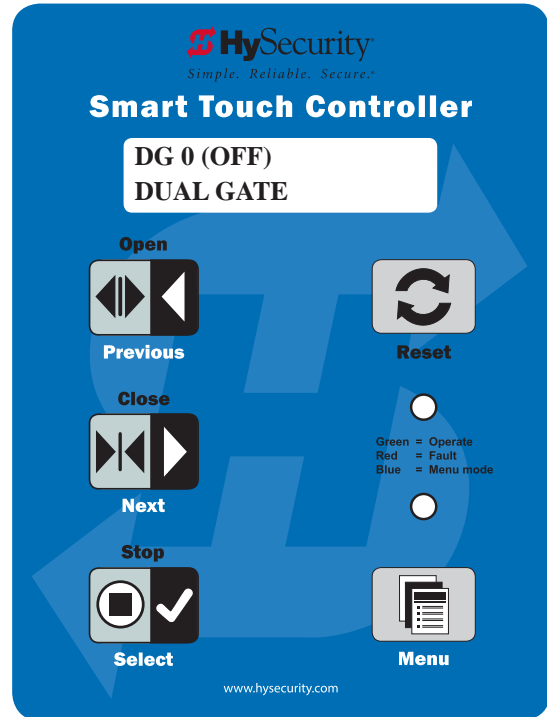 HySecurity®
Simple. Reliable. Secure.®
Smart Touch Controller
DG 0 (OFF)
DUAL GATE
Open
Previous
Reset
Close
Next
Green = Operate
Red = Fault
Blue = Menu mode
Stop
Select
Menu
www.hysecurity.com